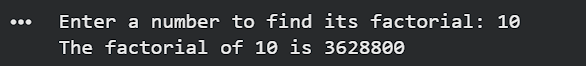 Enter a number to find its factorial: 10
The factorial of 10 is 3628800